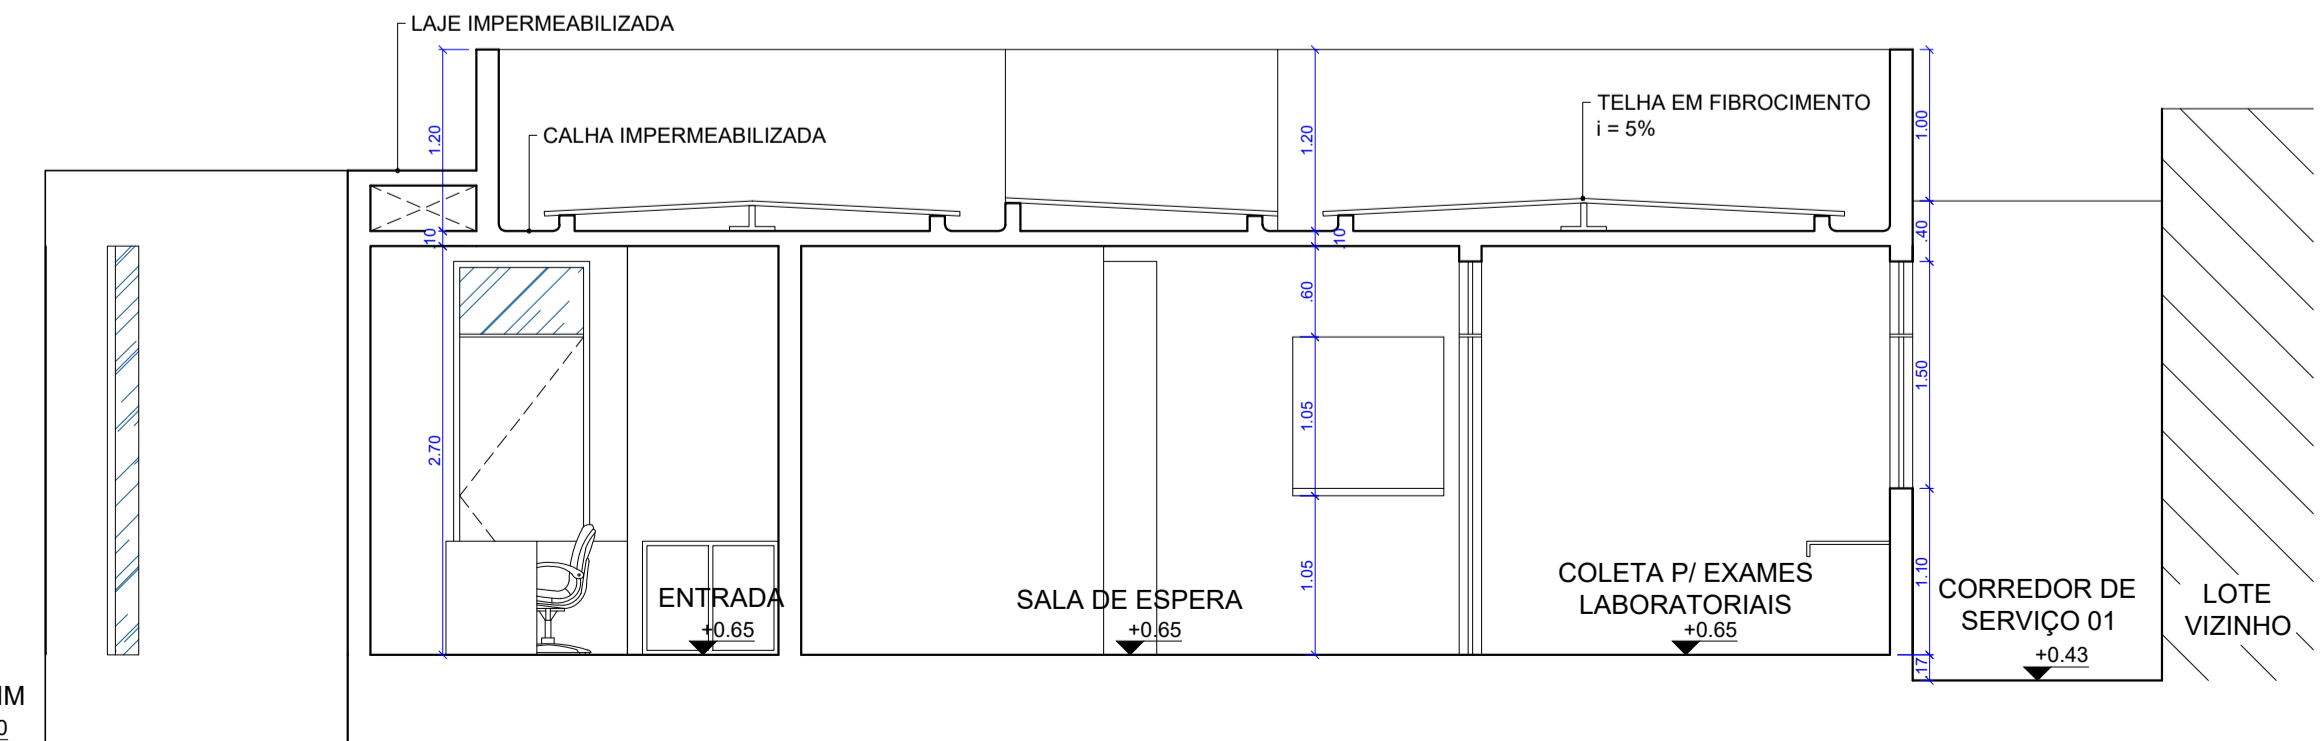 LAJE IMPERMEABILIZADA
TELHA EM FIBROCIMENTO
i = 5%
CALHA IMPERMEABILIZADA
1.20
1.20
1.00
.10
.10
.40
.60
2.70
1.05
1.50
1.05
1.10
.17
ENTRADA
+0.65
SALA DE ESPERA
+0.65
COLETA P/ EXAMES
LABORATORIAIS
+0.65
CORREDOR DE
SERVIÇO 01
+0.43
LOTE
VIZINHO
IM
0